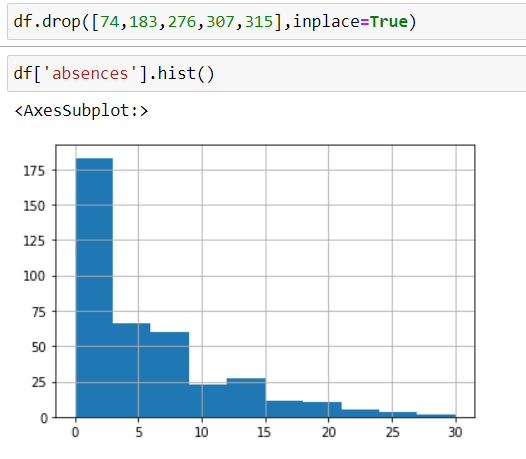 df.drop([74,183,276,307,315],inplace=True)
df['absences'].hist()
<AxesSubplot:>
175
150
125
100
75
50
25
0
0 5 10 15 20 25 30